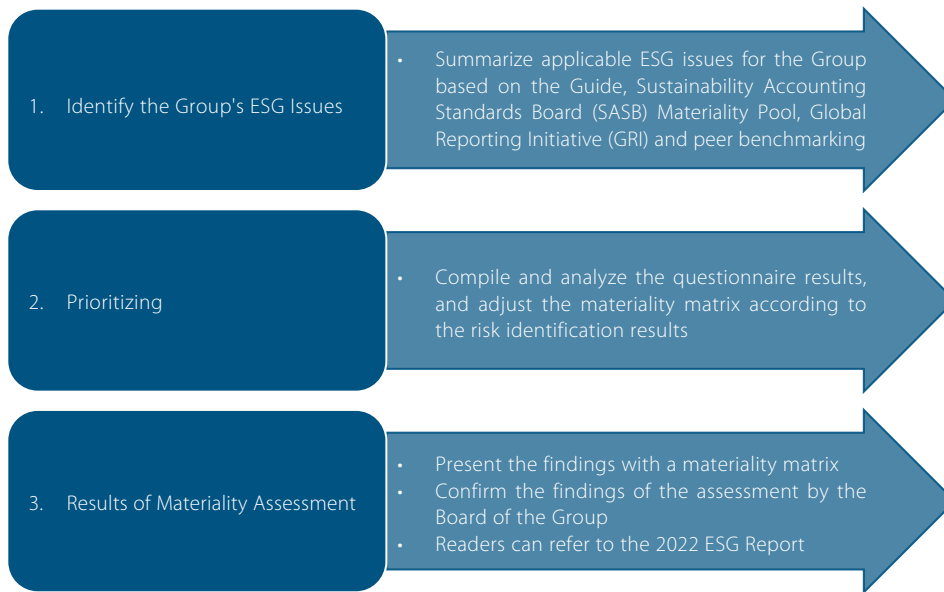 1. Identify the Group's ESG Issues
• Summarize applicable ESG issues for the Group
based on the Guide, Sustainability Accounting
Standards Board (SASB) Materiality Pool, Global
Reporting Initiative (GRI) and peer benchmarking
2. Prioritizing
• Compile and analyze the questionnaire results,
and adjust the materiality matrix according to
the risk identification results
3. Results of Materiality Assessment
• Present the findings with a materiality matrix
• Confirm the findings of the assessment by the
Board of the Group
• Readers can refer to the 2022 ESG Report